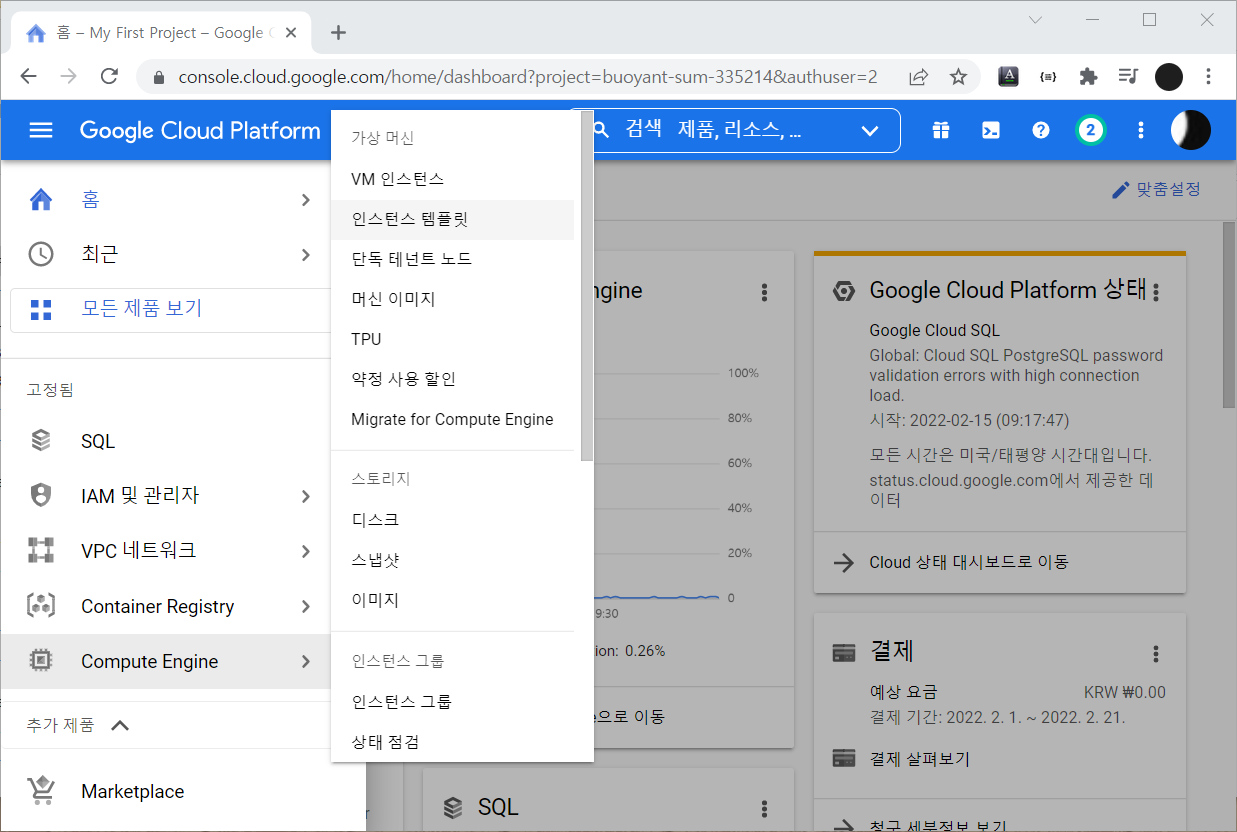 홈 – My First Project – Google C
console.cloud.google.com/home/dashboard?project=buoyant-sum-335214&authuser=2
Google Cloud Platform
검색 제품, 리소스, ...
2
맞춤설정
홈
최근
모든 제품 보기
고정됨
SQL
IAM 및 관리자
VPC 네트워크
Container Registry
Compute Engine
추가 제품
Marketplace
가상 머신
VM 인스턴스
인스턴스 템플릿
단독 테넌트 노드
머신 이미지
TPU
약정 사용 할인
Migrate for Compute Engine
스토리지
디스크
스냅샷
이미지
인스턴스 그룹
인스턴스 그룹
상태 점검
ngine
100%
80%
60%
40%
20%
0
9:30
ion: 0.26%
으로 이동
SQL
Google Cloud Platform 상태
Google Cloud SQL
Global: Cloud SQL PostgreSQL password
validation errors with high connection
load.
시작: 2022-02-15 (09:17:47)
모든 시간은 미국/태평양 시간대입니다.
status.cloud.google.com에서 제공한 데
이터
Cloud 상태 대시보드로 이동
결제
예상 요금 KRW ₩0.00
결제 기간: 2022. 2. 1. ~ 2022. 2. 21.
결제 살펴보기
청구 세부정보 보기